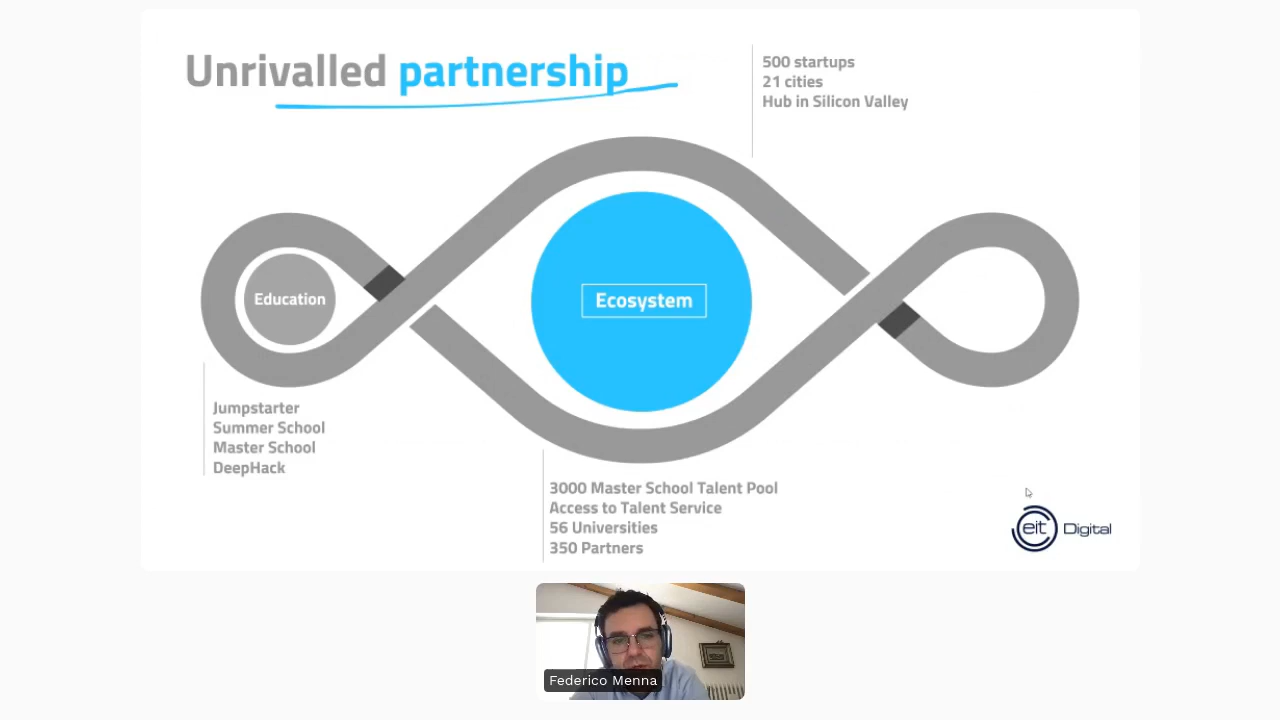 Unrivalled partnership
500 startups
21 cities
Hub in Silicon Valley
Education
Ecosystem
Jumpstarter
Summer School
Master School
DeepHack
3000 Master School Talent Pool
Access to Talent Service
56 Universities
350 Partners
eit Digital
Federico Menna